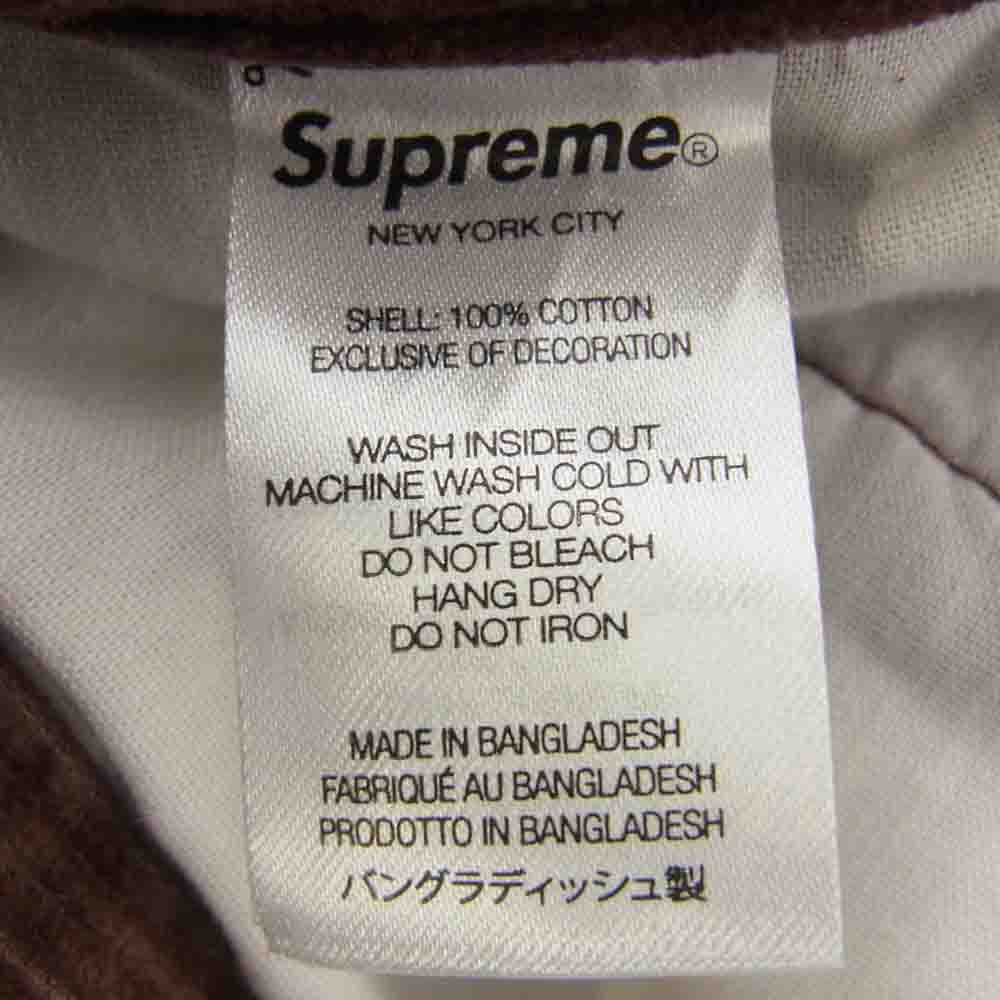 Supreme®
NEW YORK CITY
SHELL: 100% COTTON
EXCLUSIVE OF DECORATION
WASH INSIDE OUT
MACHINE WASH COLD WITH
LIKE COLORS
DO NOT BLEACH
HANG DRY
DO NOT IRON
MADE IN BANGLADESH
FABRIQUÉ AU BANGLADESH
PRODOTTO IN BANGLADESH
バングラディッシュ製